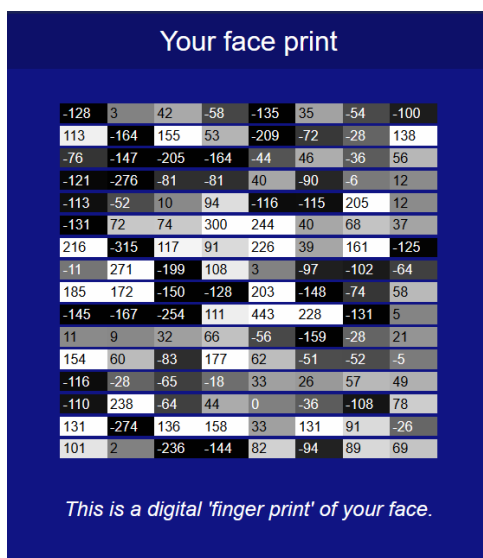 Your face print
-128 3 42 -58 -135 35 -54 -100
113 -164 155 53 -209 -72 -28 138
-76 -147 -205 -164 -44 46 -36 56
-121 -276 -81 -81 40 -90 -6 12
-113 -52 10 94 -116 -115 205 12
-131 72 74 300 244 40 68 37
216 -315 117 91 226 39 161 -125
-11 271 -199 108 3 -97 -102 -64
185 172 -150 -128 203 -148 -74 58
-145 -167 -254 111 443 228 -131 5
11 9 32 66 -56 -159 -28 21
154 60 -83 177 62 -51 -52 -5
-116 -28 -65 -18 33 26 57 49
-110 238 -64 44 0 -36 -108 78
131 -274 136 158 33 131 91 -26
101 2 -236 -144 82 -94 89 69
This is a digital 'finger print' of your face.